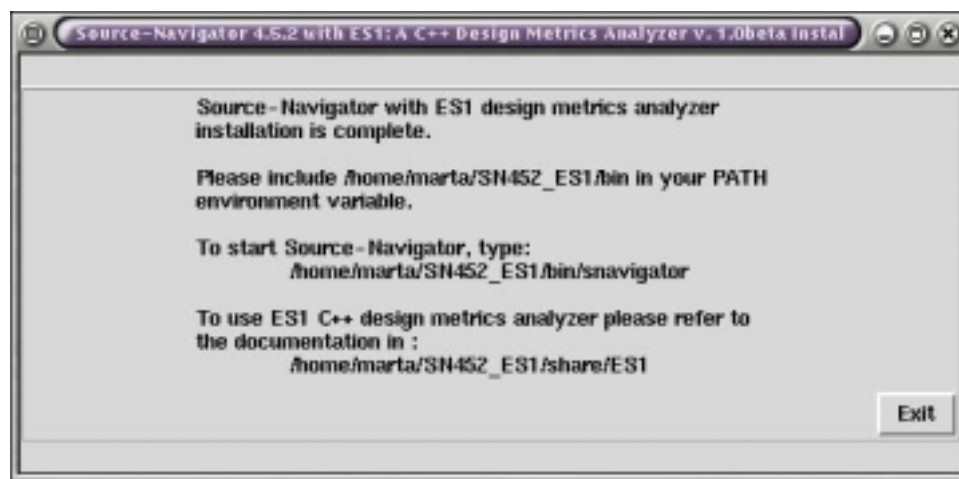 Source-Navigator 4.5.2 with ES1: A C++ Design Metrics Analyzer v. 1.0beta Instal
Source-Navigator with ES1 design metrics analyzer
installation is complete.
Please include /home/marta/SN452_ES1/bin in your PATH
environment variable.
To start Source-Navigator, type:
/home/marta/SN452_ES1/bin/snavigator
To use ES1 C++ design metrics analyzer please refer to
the documentation in :
/home/marta/SN452_ES1/share/ES1
Exit